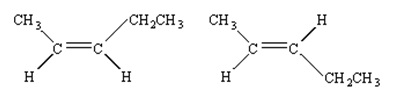 CH3 CH2CH3 H
CH3
C=C C=C
H H H
CH2CH3